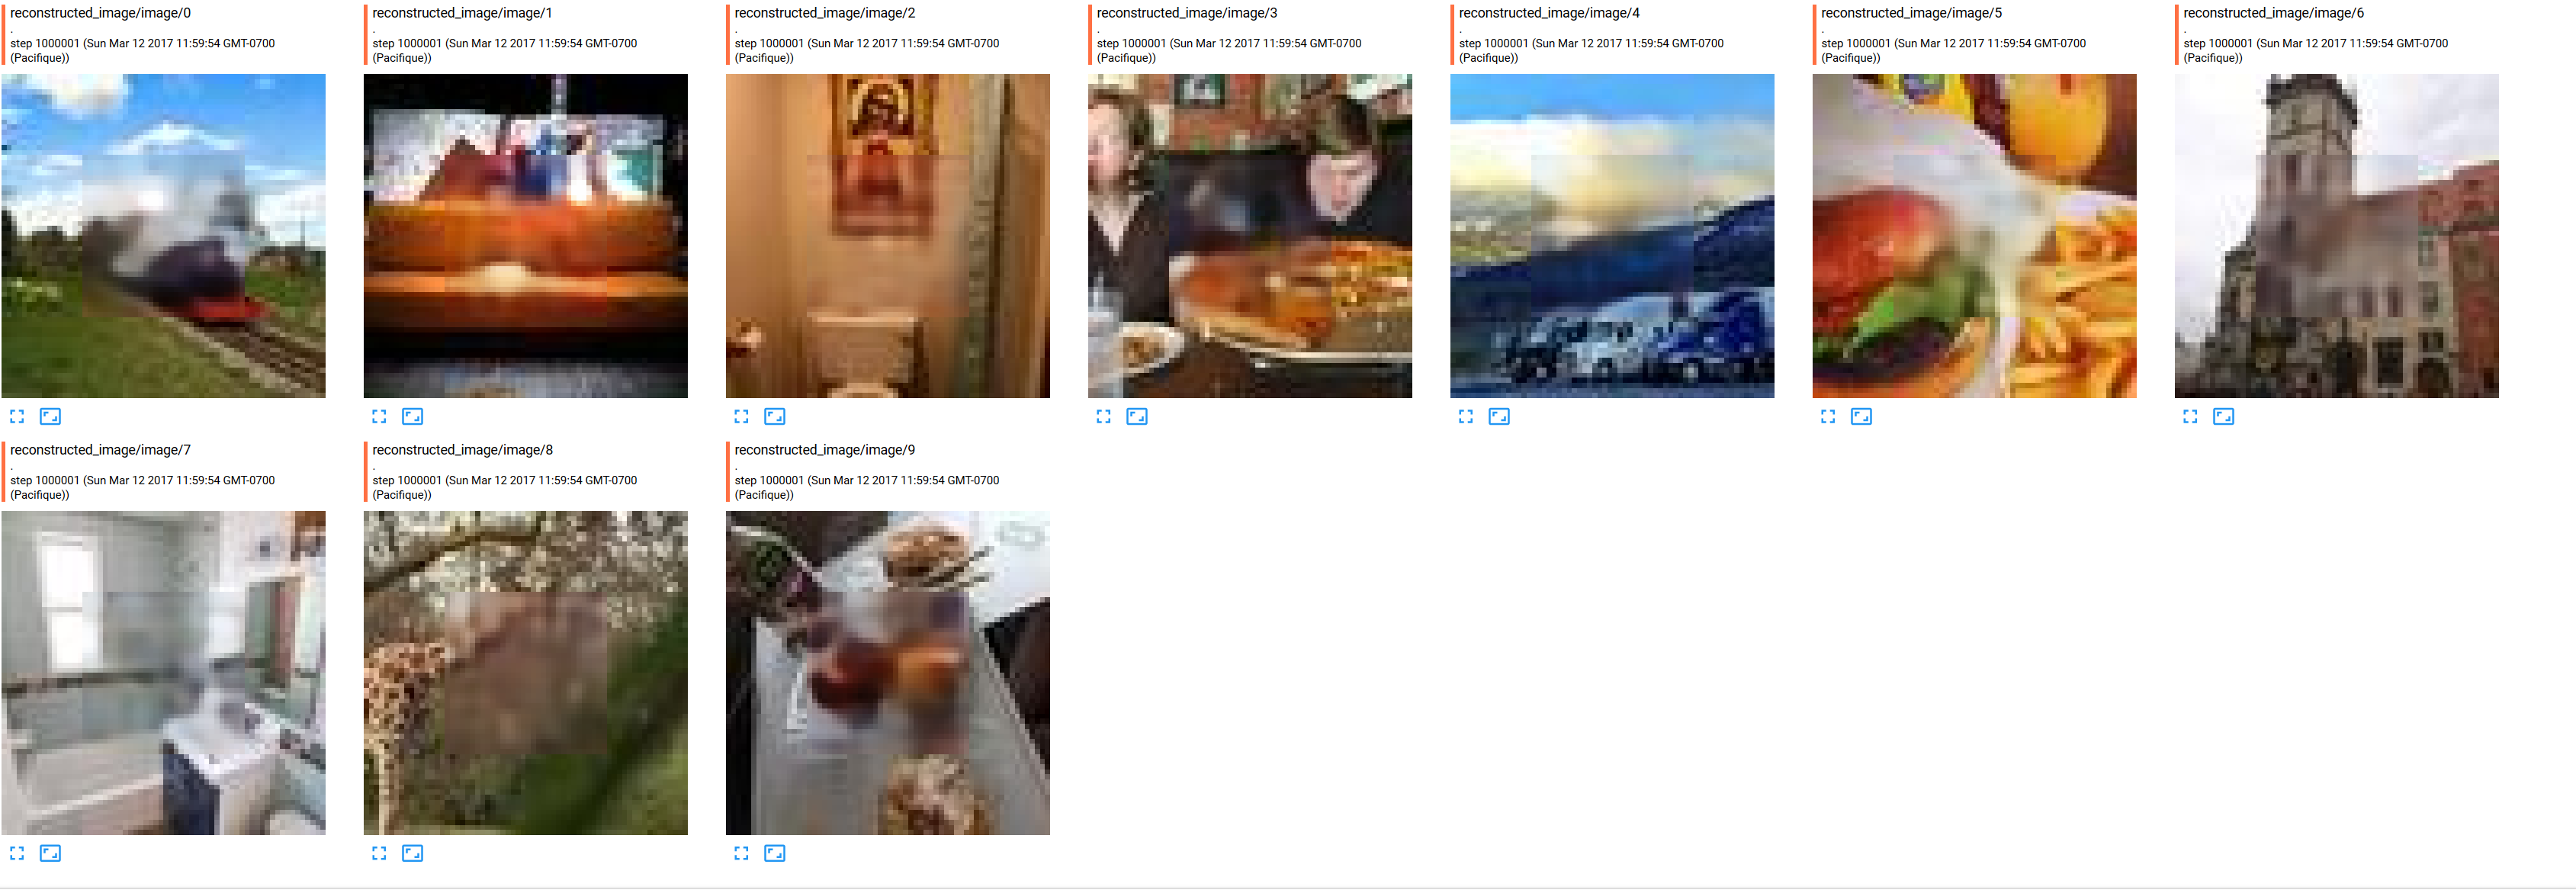 reconstructed_image/image/0
.
step 1000001 (Sun Mar 12 2017 11:59:54 GMT-0700
(Pacifique))
reconstructed_image/image/1
.
step 1000001 (Sun Mar 12 2017 11:59:54 GMT-0700
(Pacifique))
reconstructed_image/image/2
.
step 1000001 (Sun Mar 12 2017 11:59:54 GMT-0700
(Pacifique))
reconstructed_image/image/3
.
step 1000001 (Sun Mar 12 2017 11:59:54 GMT-0700
(Pacifique))
reconstructed_image/image/4
.
step 1000001 (Sun Mar 12 2017 11:59:54 GMT-0700
(Pacifique))
reconstructed_image/image/5
.
step 1000001 (Sun Mar 12 2017 11:59:54 GMT-0700
(Pacifique))
reconstructed_image/image/6
.
step 1000001 (Sun Mar 12 2017 11:59:54 GMT-0700
(Pacifique))
reconstructed_image/image/7
.
step 1000001 (Sun Mar 12 2017 11:59:54 GMT-0700
(Pacifique))
reconstructed_image/image/8
.
step 1000001 (Sun Mar 12 2017 11:59:54 GMT-0700
(Pacifique))
reconstructed_image/image/9
.
step 1000001 (Sun Mar 12 2017 11:59:54 GMT-0700
(Pacifique))